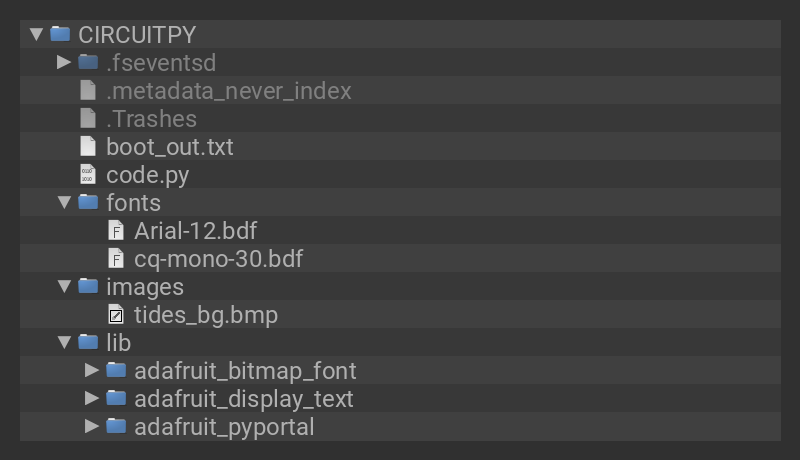 CIRCUITPY
.fseventsd
.metadata_never_index
.Trashes
boot_out.txt
code.py
fonts
Arial-12.bdf
cq-mono-30.bdf
images
tides_bg.bmp
lib
adafruit_bitmap_font
adafruit_display_text
adafruit_pyportal